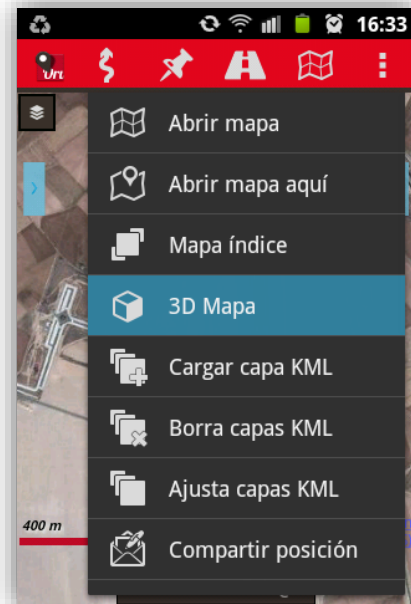 16:33
Uru
Abrir mapa
Abrir mapa aquí
Mapa índice
3D Mapa
Cargar capa KML
Borra capas KML
Ajusta capas KML
400 m
Compartir posición